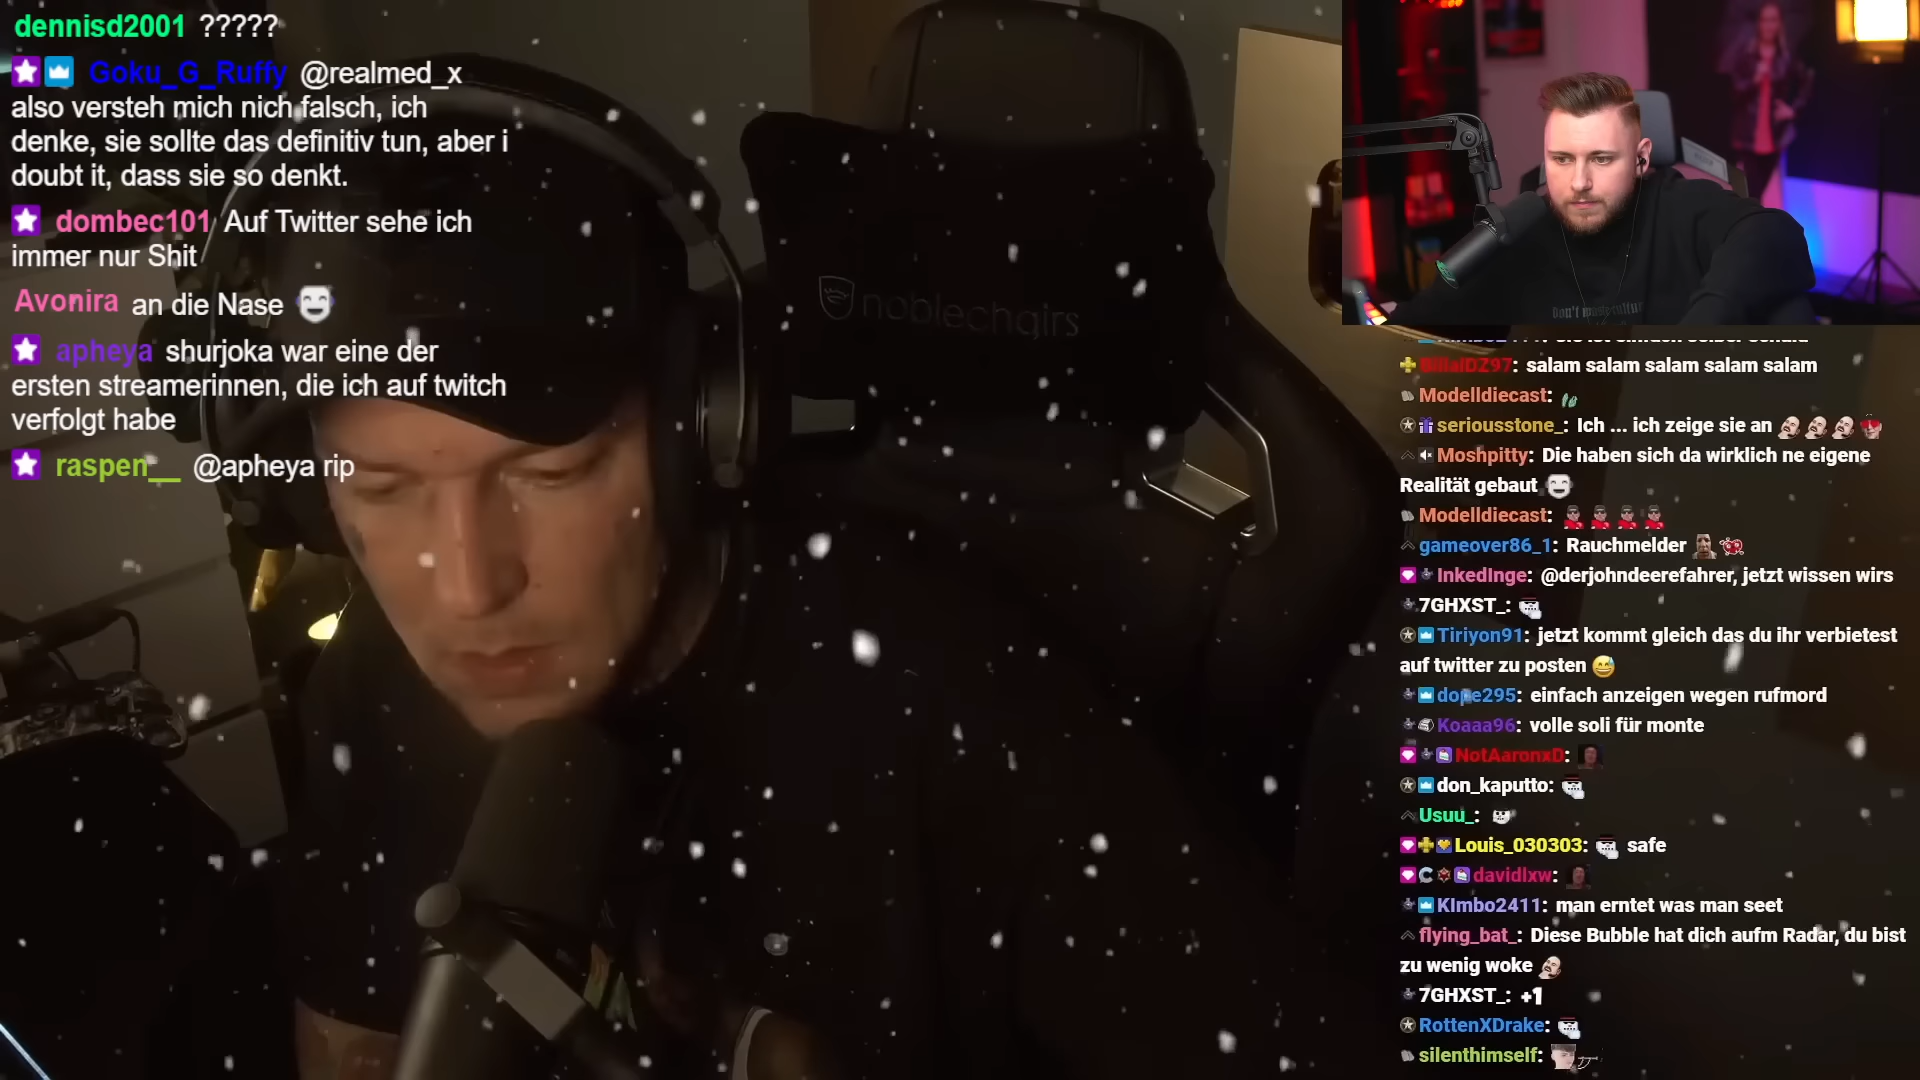 dennisd2001 ?????
Goku_G_Ruffy @realmed_x
also versteh mich nich falsch, ich
denke, sie sollte das definitiv tun, aber i
doubt it, dass sie so denkt.
dombec101 Auf Twitter sehe ich
immer nur Shit
Avonira an die Nase
apheya shurjoka war eine der
ersten streamerinnen, die ich auf twitch
verfolgt habe
raspen__ @apheya rip
noblechairs
Don't
BillalDZ97: salam salam salam salam salam
Modelldiecast:
seriousstone_: Ich ... ich zeige sie an
Moshpitty: Die haben sich da wirklich ne eigene
Realität gebaut
Modelldiecast:
gameover86_1: Rauchmelder
InkedInge: @derjohndeerefahrer, jetzt wissen wirs
7GHXST_:
Tiriyon91: jetzt kommt gleich das du ihr verbietest
auf twitter zu posten
dope295: einfach anzeigen wegen rufmord
Koaaa96: volle soli für monte
NotAaronxD:
don_kaputto:
Usuu_:
Louis_030303: safe
davidlxw:
KImbo2411: man erntet was man seet
flying_bat_: Diese Bubble hat dich aufm Radar, du bist
zu wenig woke
7GHXST_: +1
RottenXDrake:
silenthimself: